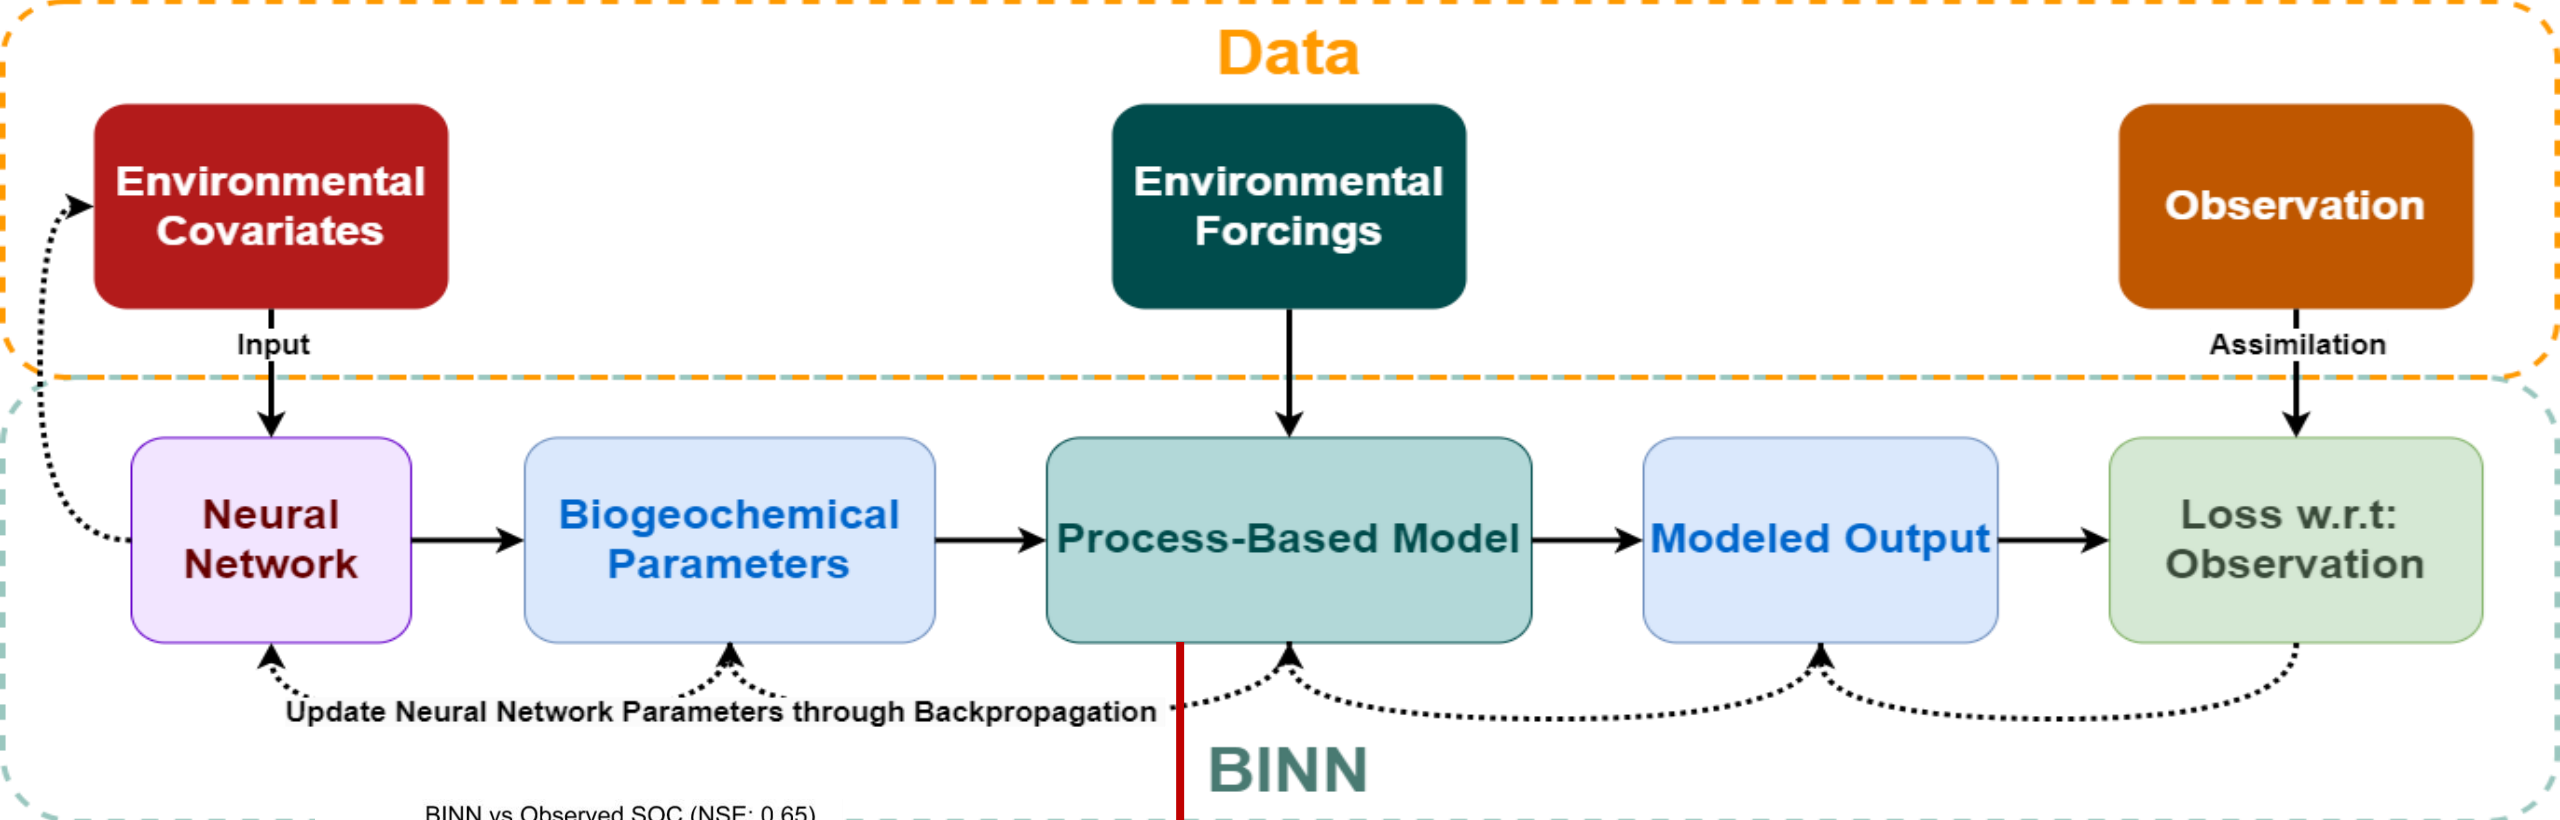 Data
Environmental
Covariates
Environmental
Forcings
Observation
Input
Assimilation
Neural
Network
Biogeochemical
Parameters
Process-Based Model
Modeled Output
Loss w.r.t:
Observation
Update Neural Network Parameters through Backpropagation
BINN
BINN vs Observed SOC (NSE: 0.65)